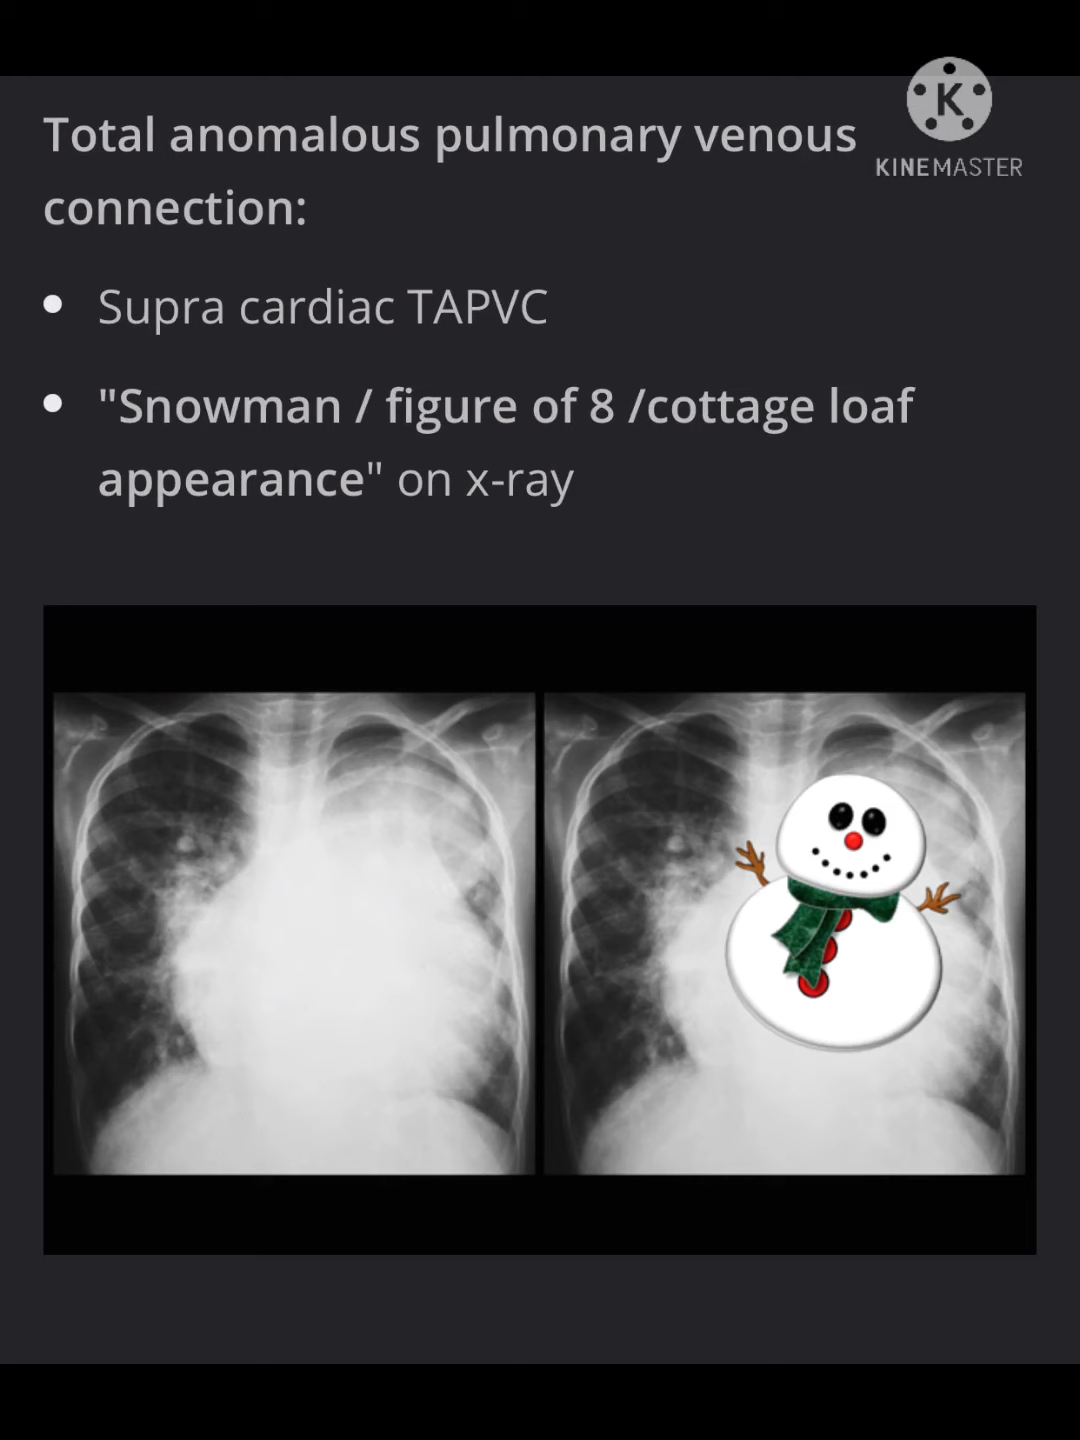 Total anomalous pulmonary venous
connection:
K
KINEMASTER
• Supra cardiac TAPVC
• "Snowman / figure of 8 /cottage loaf
appearance" on x-ray